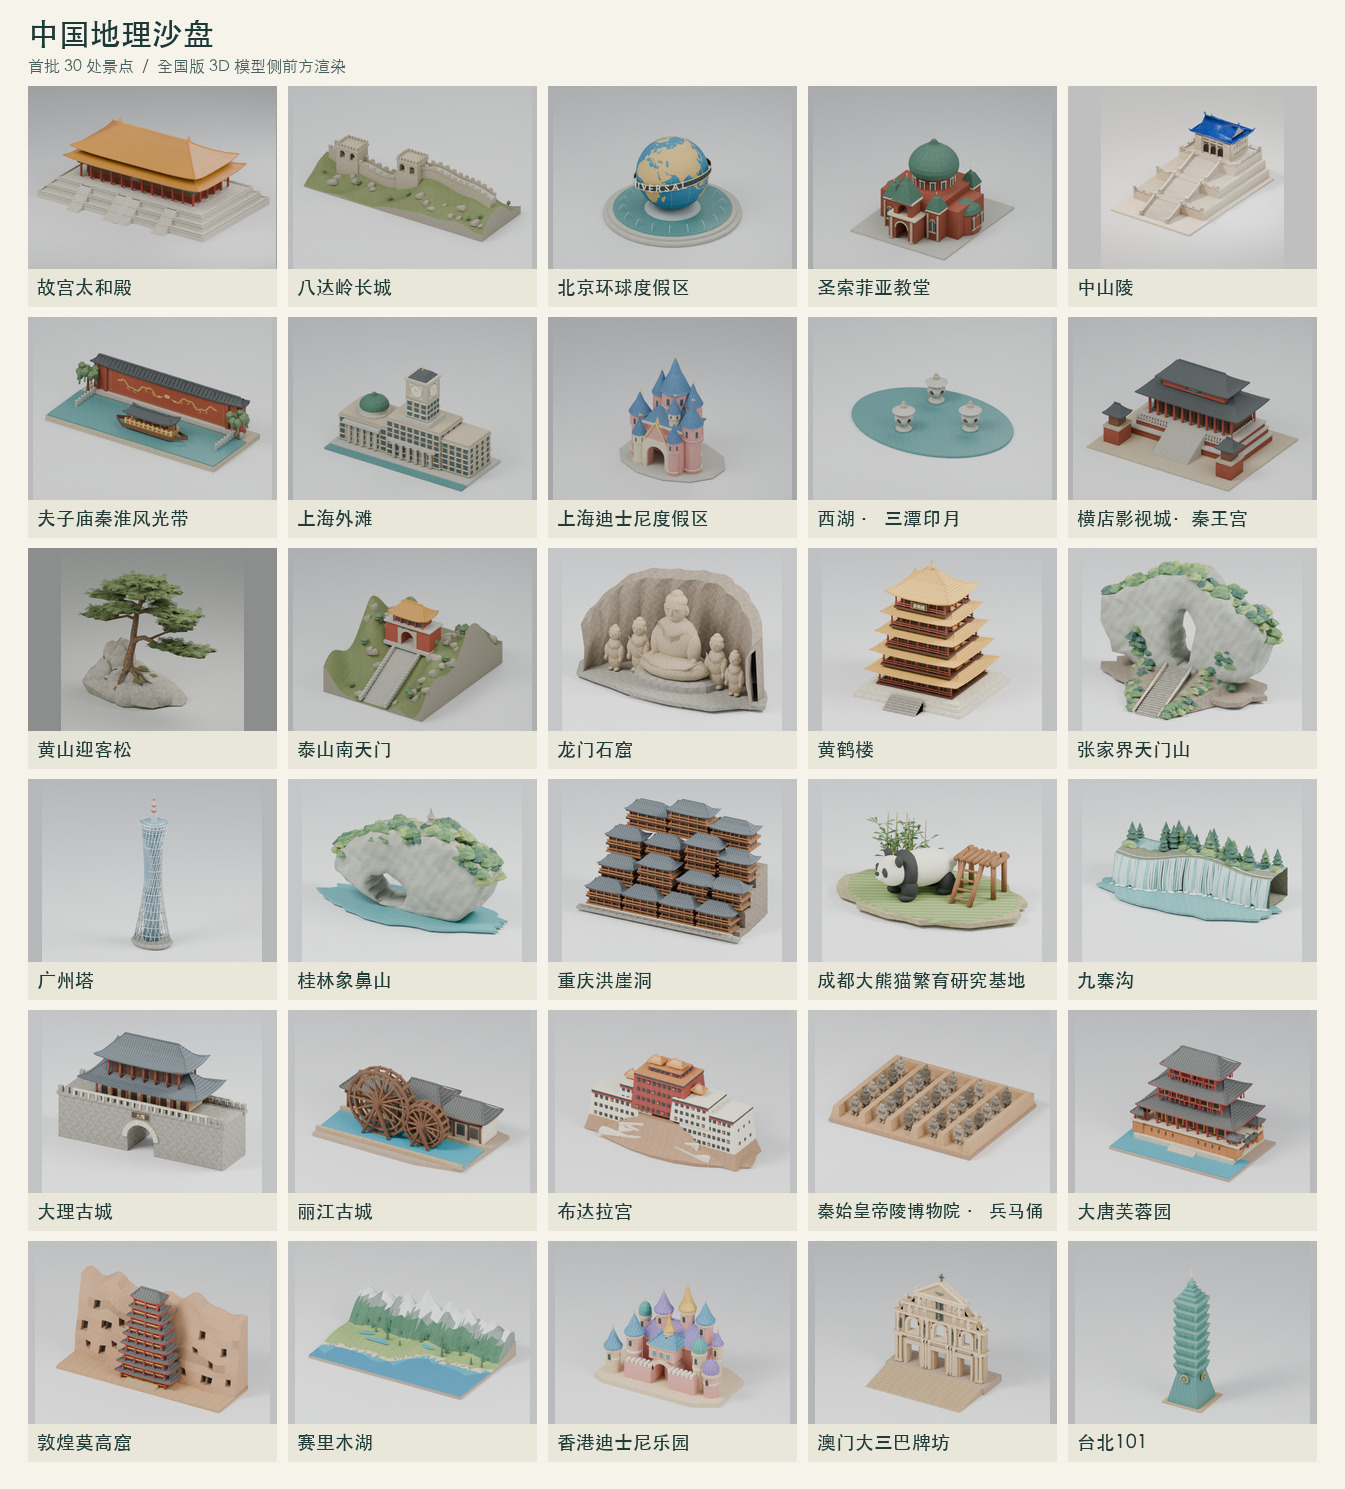 中国地理沙盘
首批 30 处景点 / 全国版 3D 模型侧前方渲染
故宫太和殿
八达岭长城
IVERSAL
北京环球度假区
圣索菲亚教堂
中山陵
夫子庙秦淮风光带
上海外滩
上海迪士尼度假区
西湖 · 三潭印月
横店影视城 · 秦王宫
黄山迎客松
泰山南天门
龙门石窟
黄鹤楼
张家界天门山
广州塔
桂林象鼻山
重庆洪崖洞
成都大熊猫繁育研究基地
九寨沟
大理古城
丽江古城
布达拉宫
秦始皇帝陵博物院 · 兵马俑
大唐芙蓉园
敦煌莫高窟
赛里木湖
香港迪士尼乐园
澳门大三巴牌坊
台北101